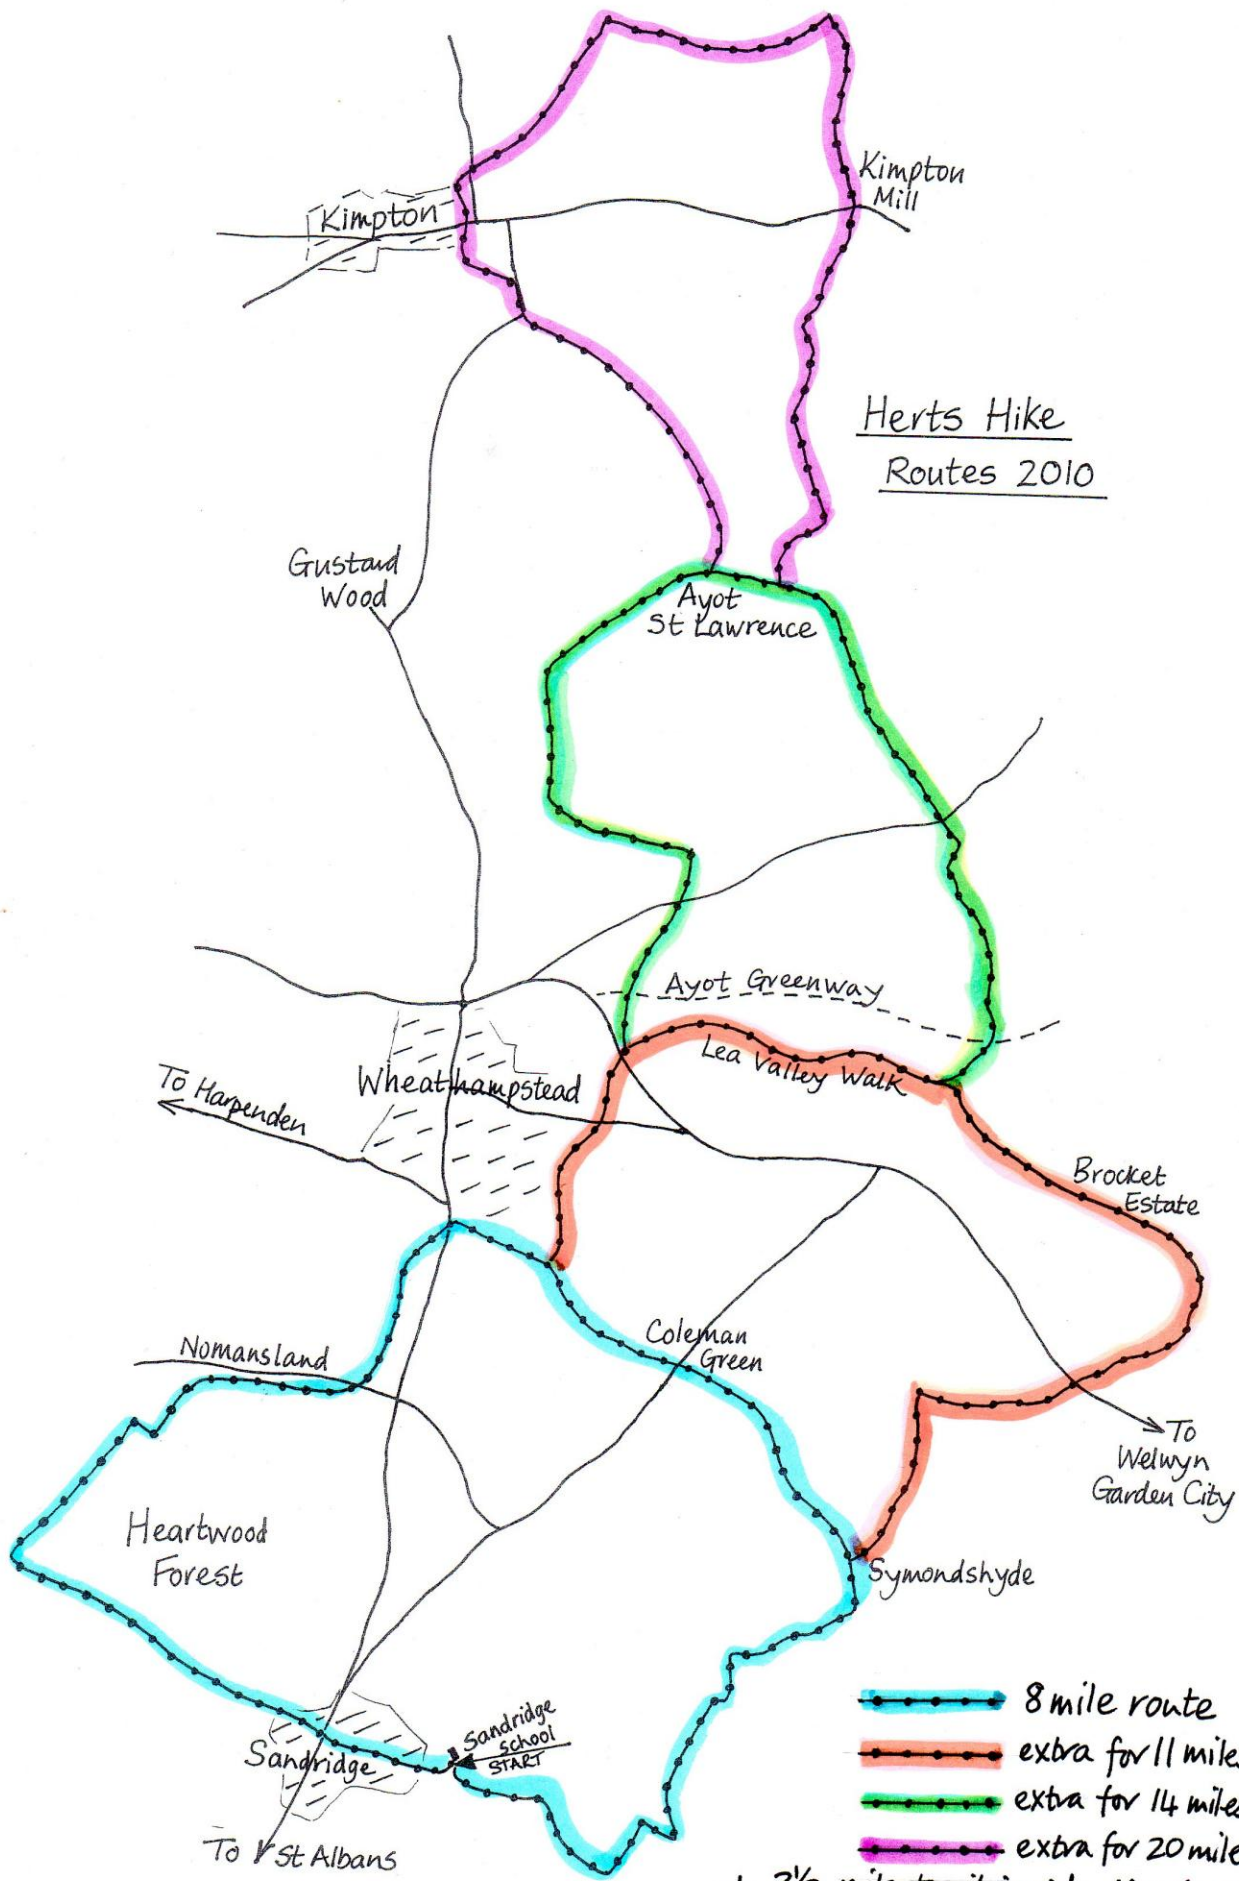 Kimpton
Kimpton
Mill
Herts Hike
Routes 2010
Gustard
Wood
Ayot
St Lawrence
Ayot Greenway
Lea Valley Walk
To Harpenden
Wheathampstead
Brocket
Estate
Nomansland
Coleman
Green
To
Welwyn
Garden City
Heartwood
Forest
Symondshyde
Sandridge
School
START
Sandridge
To St Albans
8 mile route
extra for 11 miles
extra for 14 miles
extra for 20 mile